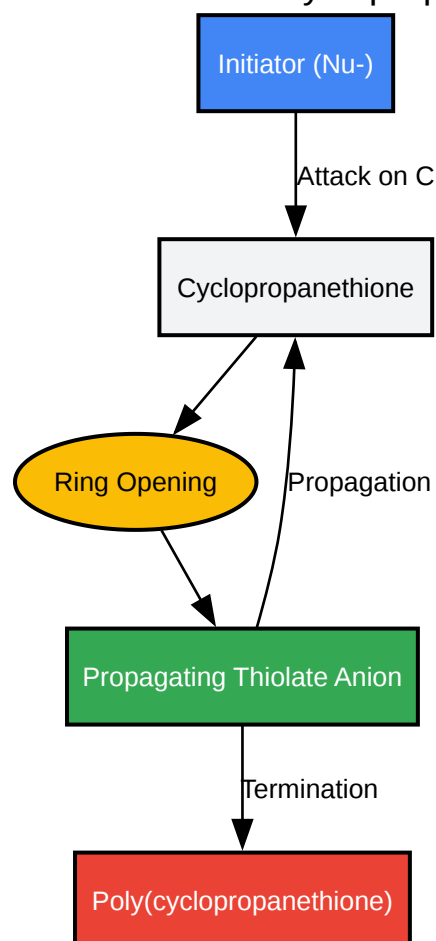 Initiator (Nu-)
Attack on C
Cyclopropanethione
Ring Opening
Propagation
Propagating Thiolate Anion
Termination
Poly(cyclopropanethione)